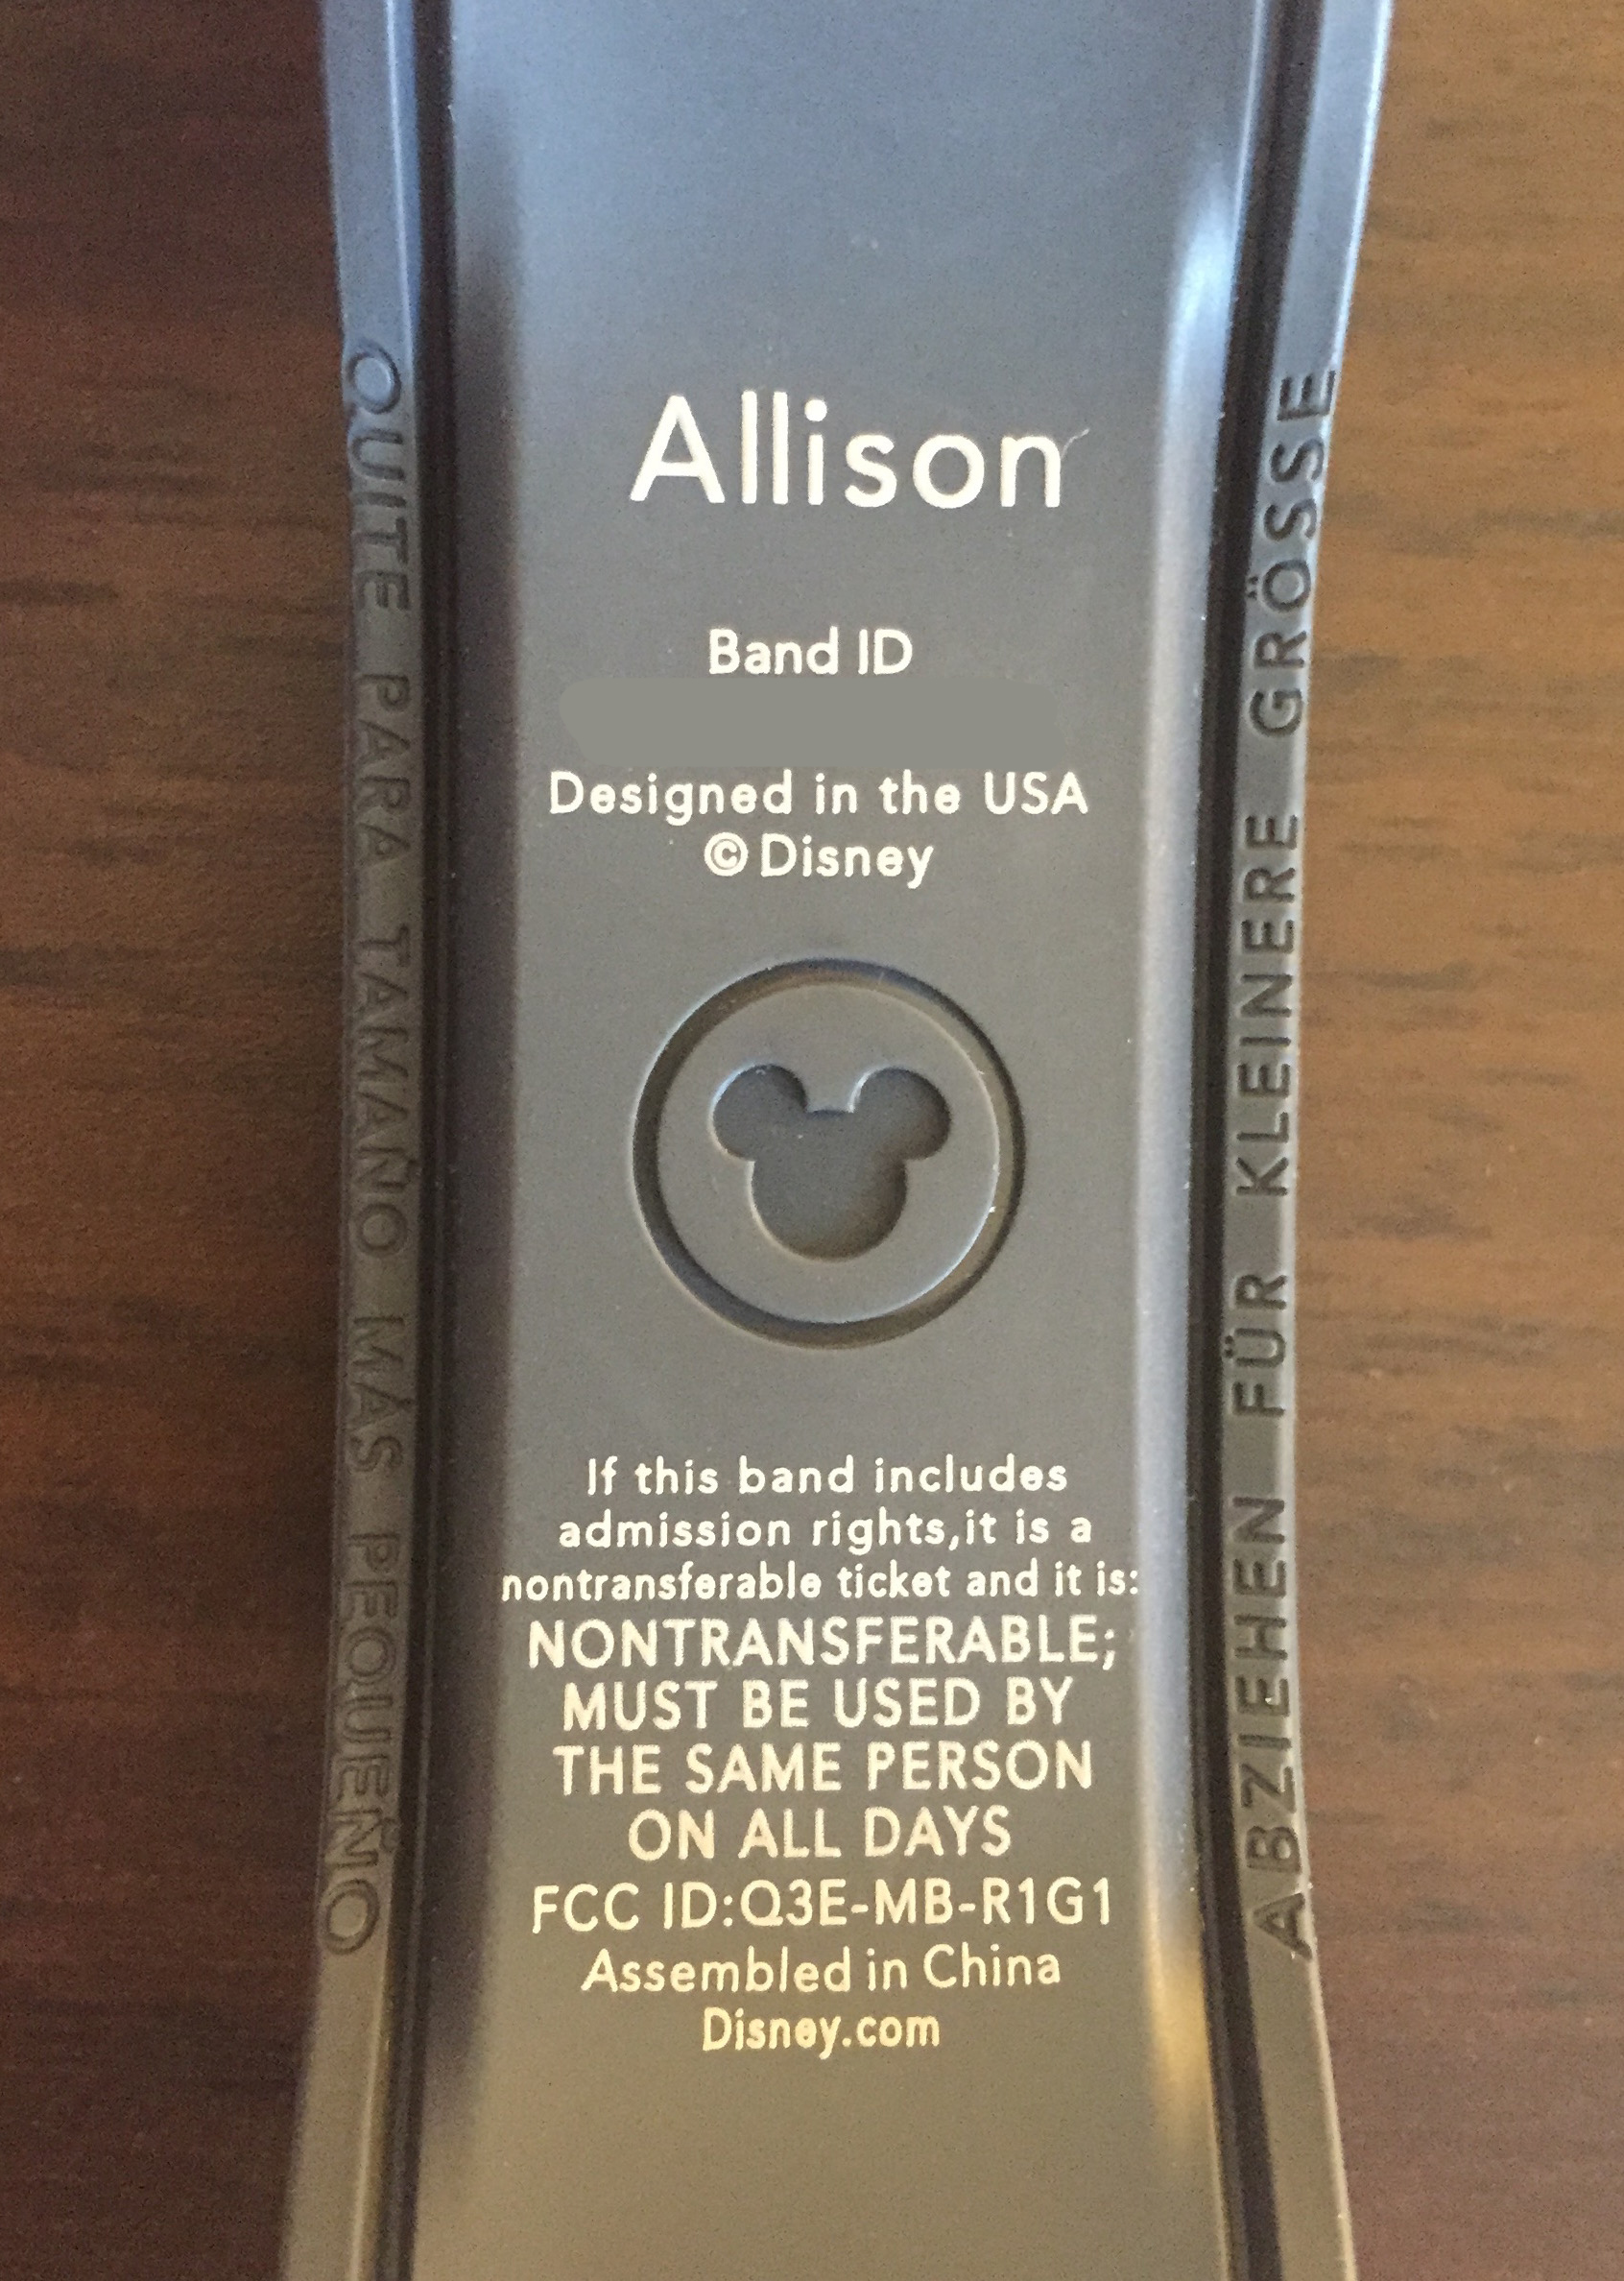 Allison
Band ID
Designed in the USA
©Disney
If this band includes
admission rights,it is a
nontransferable ticket and it is:
NONTRANSFERABLE;
MUST BE USED BY
THE SAME PERSON
ON ALL DAYS
FCC ID:Q3E-MB-R1G1
Assembled in China
Disney.com
QUITE PARA TAMAÑO MÁS PEQUEÑO
ABZIEHEN FÜR KLEINERE GRÖSSE